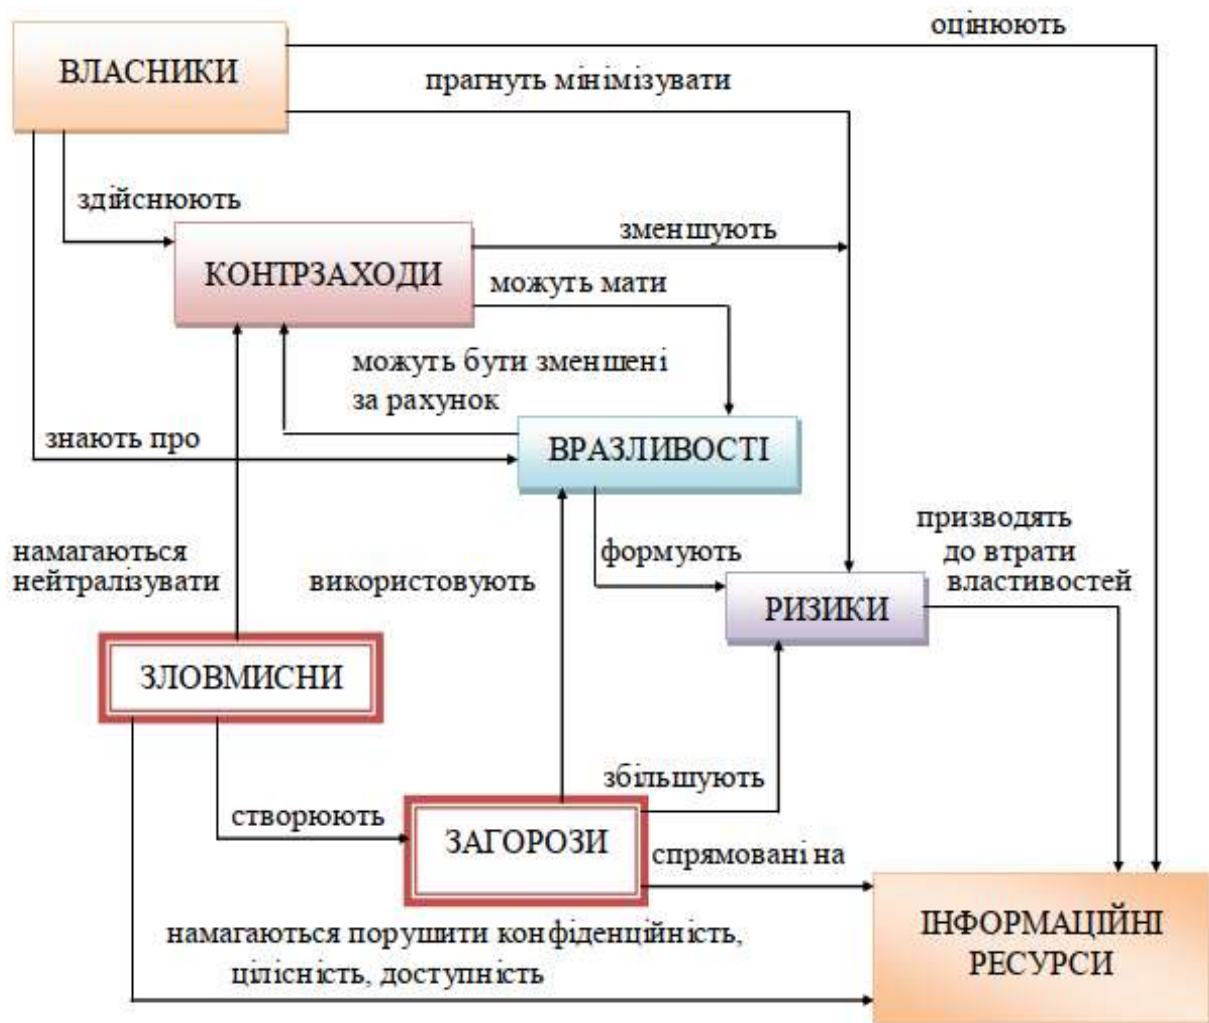 оцінюють
ВЛАСНИКИ
прагнуть мінімізувати
здійснюють
зменшують
КОНТРЗАХОДИ
можуть мати
можуть бути зменшені
за рахунок
знають про
ВРАЗЛИВОСТІ
призводять
до втрати
властивостей
намагаються
нейтралізувати
використовують
формують
РИЗИКИ
ЗЛОВМИСНИ
збільшують
створюють
ЗАГОРОЗИ
спрямовані на
намагаються порушити конфіденційність,
цілісність, доступність
ІНФОРМАЦІЙНІ
РЕСУРСИ